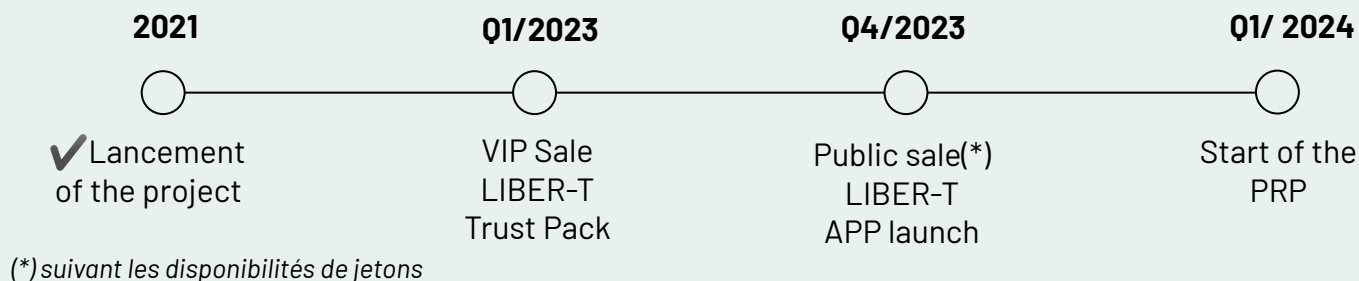 2021
Q1/2023
Q4/2023
Q1/ 2024
✔Lancement
of the project
VIP Sale
LIBER-T
Trust Pack
Public sale(*)
LIBER-T
APP launch
Start of the
PRP
(*) suivant les disponibilités de jetons